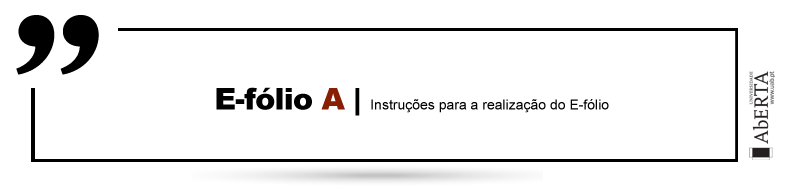 ”
E-fólio A | Instruções para a realização do E-fólio
UNIVERSIDADE
AbERTA
www.uab.pt